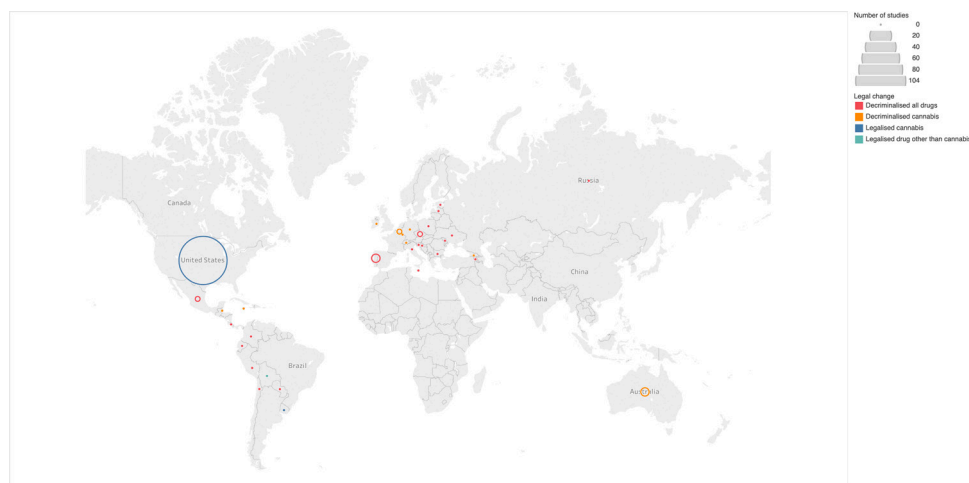 Number of studies
0
20
40
60
80
104
Legal change
Decriminalised all drugs
Decriminalised cannabis
Legalised cannabis
Legalised drug other than cannabis
Russia
Canada
United States
China
India
Brazil
Australia